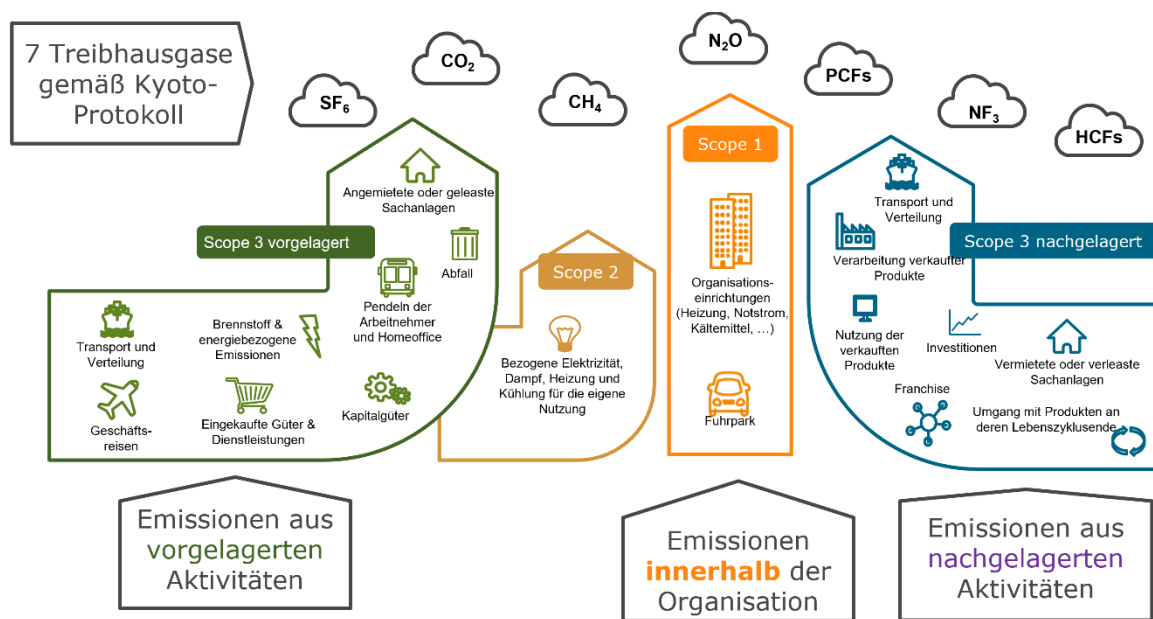 7 Treibhausgase
gemäß Kyoto-
Protokoll
SF₆
CO₂
CH₄
N₂O
PCFs
NF₃
HCFs
Scope 3 vorgelagert
Angemietete oder geleaste
Sachanlagen
Abfall
Pendeln der
Arbeitnehmer
und Homeoffice
Transport und
Verteilung
Brennstoff &
energiebezogene
Emissionen
Geschäfts-
reisen
Eingekaufte Güter &
Dienstleistungen
Kapitalgüter
Scope 2
Bezogene Elektrizität,
Dampf, Heizung und
Kühlung für die eigene
Nutzung
Scope 1
Organisations-
einrichtungen
(Heizung, Notstrom,
Kältemittel, ...)
Fuhrpark
Scope 3 nachgelagert
Transport und
Verteilung
Verarbeitung verkaufter
Produkte
Nutzung der
verkauften
Produkte
Investitionen
Vermietete oder verleaste
Sachanlagen
Franchise
Umgang mit Produkten an
deren Lebenszyklusende
Emissionen aus
vorgelagerten
Aktivitäten
Emissionen
innerhalb der
Organisation
Emissionen aus
nachgelagerten
Aktivitäten